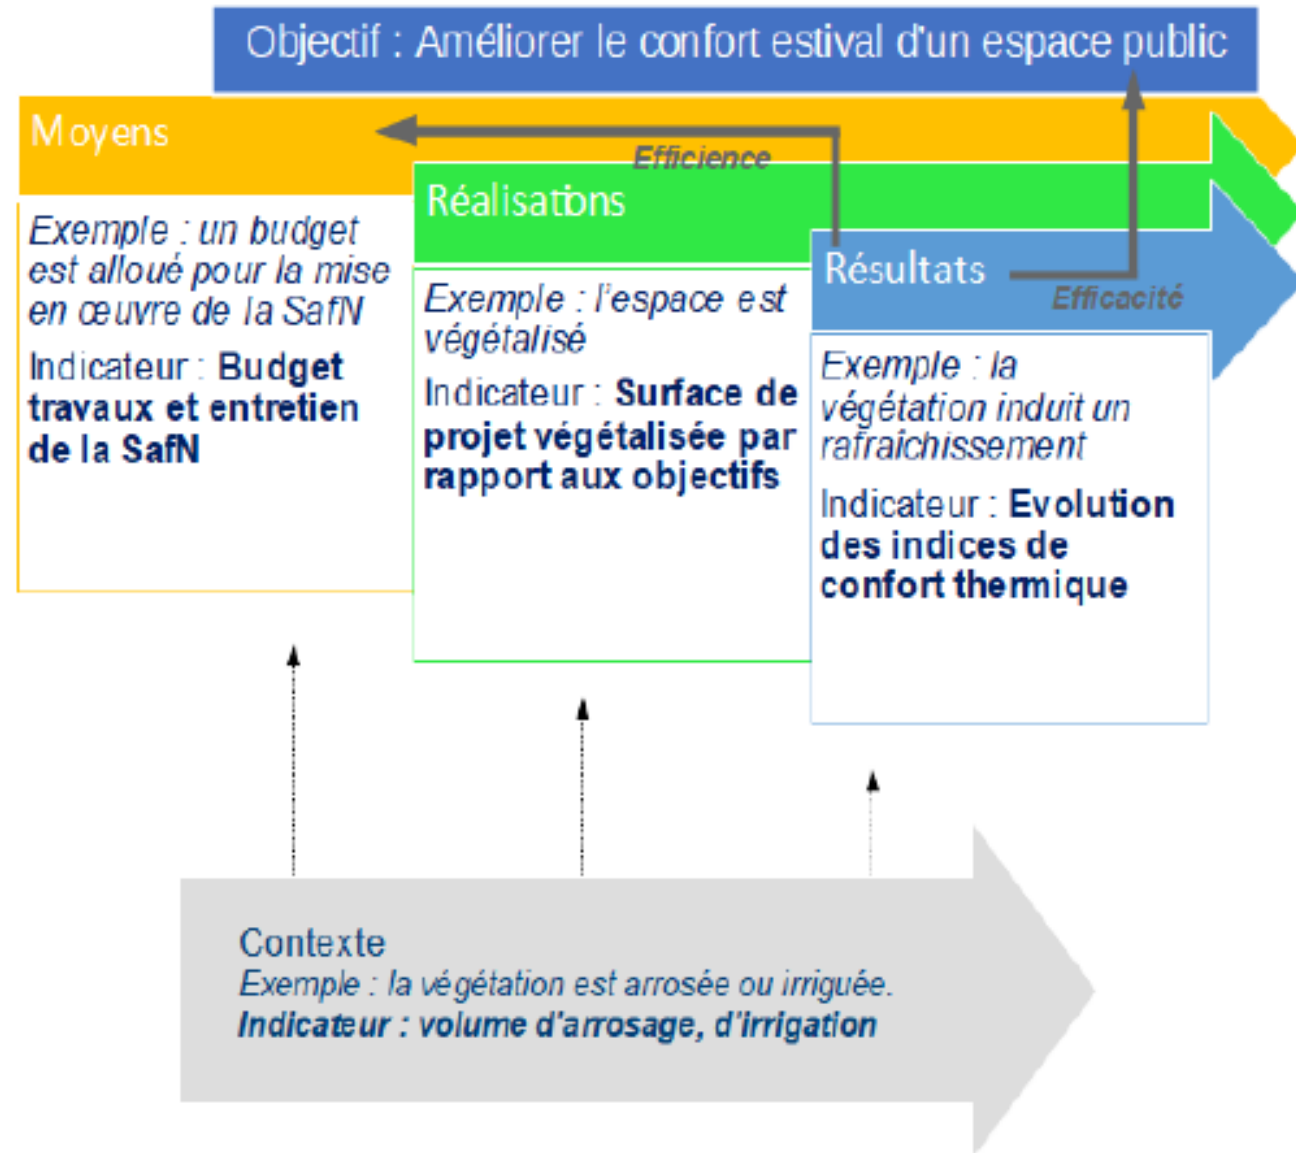 Objectif : Améliorer le confort estival d'un espace public
Moyens
Efficience
Réalisations
Résultats
Efficacité
Exemple : un budget
est alloué pour la mise
en œuvre de la SafN
Indicateur : Budget
travaux et entretien
de la SafN
Exemple : l'espace est
végétalisé
Indicateur : Surface de
projet végétalisée par
rapport aux objectifs
Exemple : la
végétation induit un
rafraîchissement
Indicateur : Evolution
des indices de
confort thermique
Contexte
Exemple : la végétation est arrosée ou irriguée.
Indicateur : volume d'arrosage, d'irrigation